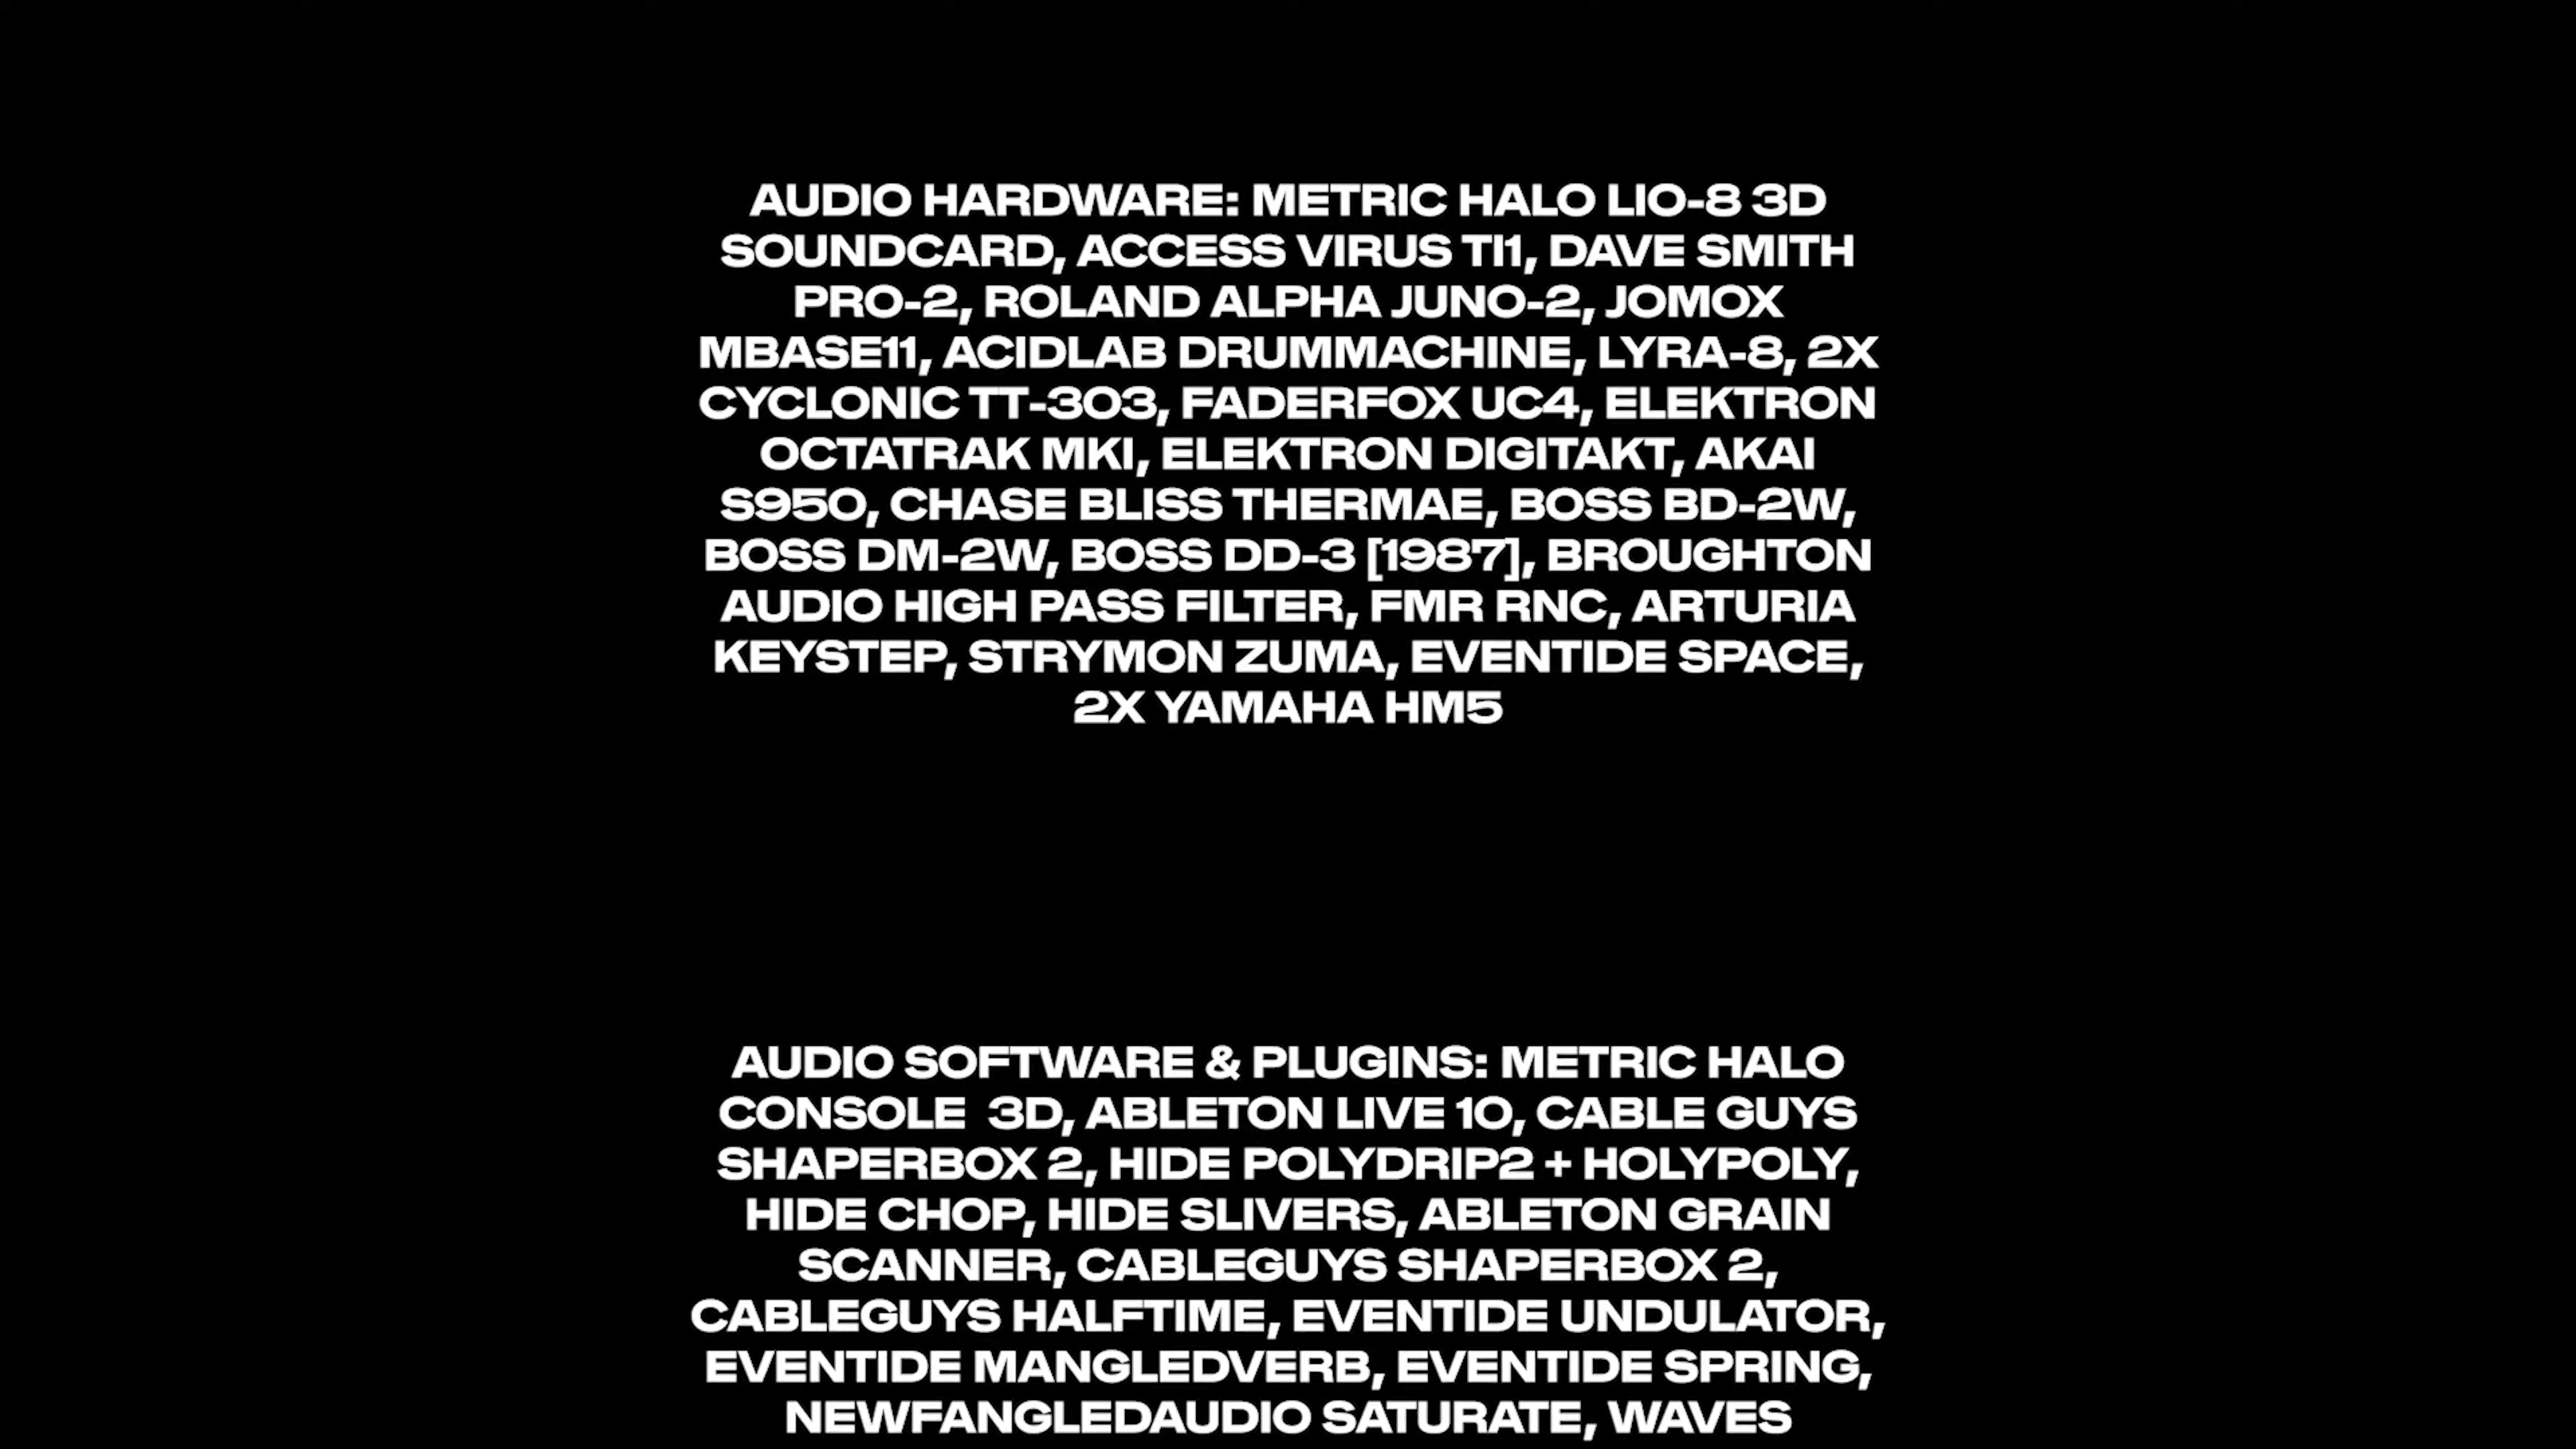 AUDIO HARDWARE: METRIC HALO LIO-8 3D
SOUNDCARD, ACCESS VIRUS TI1, DAVE SMITH
PRO-2, ROLAND ALPHA JUNO-2, JOMOX
MBASE11, ACIDLAB DRUMMACHINE, LYRA-8, 2X
CYCLONIC TT-303, FADERFOX UC4, ELEKTRON
OCTATRAK MKI, ELEKTRON DIGITAKT, AKAI
S950, CHASE BLISS THERMAE, BOSS BD-2W,
BOSS DM-2W, BOSS DD-3 [1987], BROUGHTON
AUDIO HIGH PASS FILTER, FMR RNC, ARTURIA
KEYSTEP, STRYMON ZUMA, EVENTIDE SPACE,
2X YAMAHA HM5
AUDIO SOFTWARE & PLUGINS: METRIC HALO
CONSOLE  3D, ABLETON LIVE 10, CABLE GUYS
SHAPERBOX 2, HIDE POLYDRIP2 + HOLYPOLY,
HIDE CHOP, HIDE SLIVERS, ABLETON GRAIN
SCANNER, CABLEGUYS SHAPERBOX 2,
CABLEGUYS HALFTIME, EVENTIDE UNDULATOR,
EVENTIDE MANGLEDVERB, EVENTIDE SPRING,
NEWFANGLEDAUDIO SATURATE, WAVES